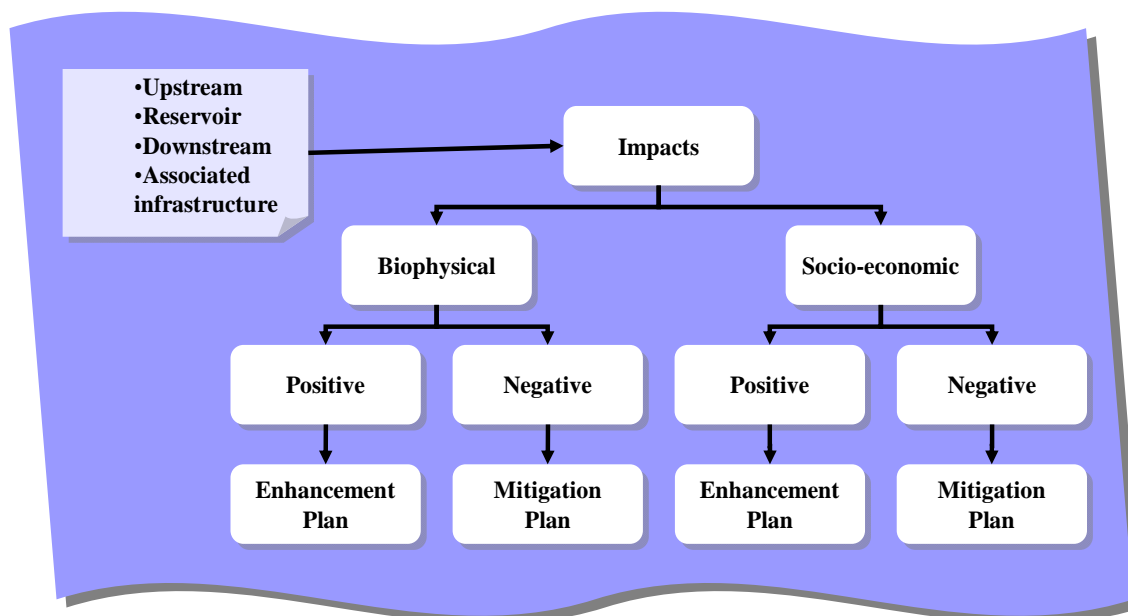 •Upstream
•Reservoir
•Downstream
•Associated
infrastructure
Impacts
Biophysical
Socio-economic
Positive
Negative
Positive
Negative
Enhancement
Plan
Mitigation
Plan
Enhancement
Plan
Mitigation
Plan